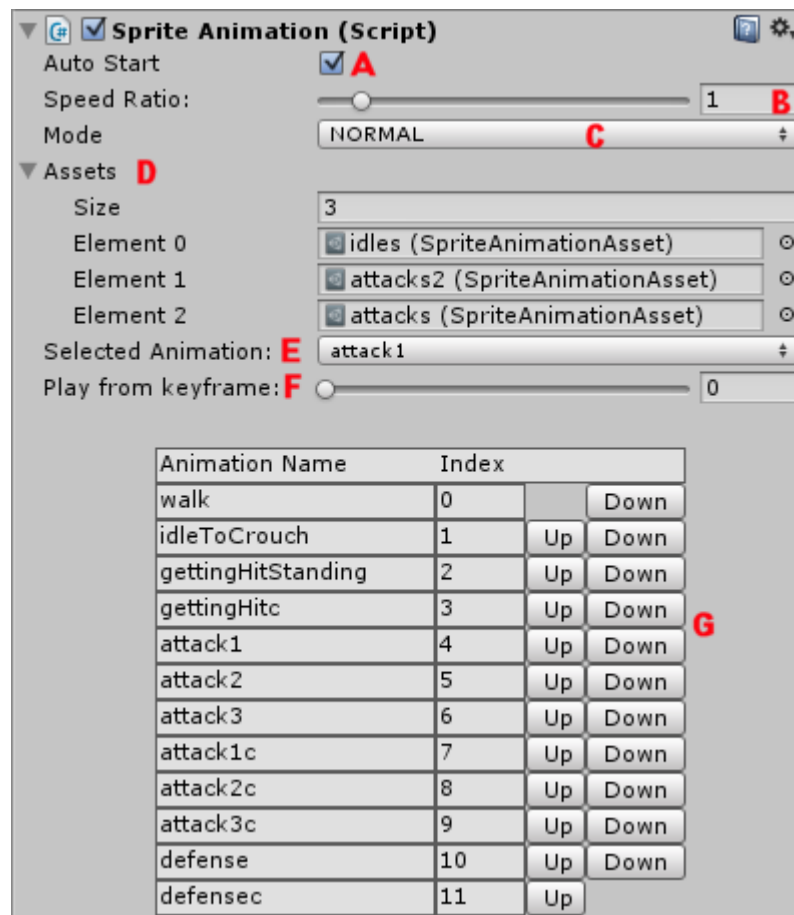 Sprite Animation (Script)
Auto Start A
Speed Ratio: 1 B
Mode NORMAL C
Assets D
Size 3
Element 0 idles (SpriteAnimationAsset)
Element 1 attacks2 (SpriteAnimationAsset)
Element 2 attacks (SpriteAnimationAsset)
Selected Animation: E attack1
Play from keyframe: F 0
Animation Name Index
walk 0 Down
idleToCrouch 1 Up Down
gettingHitStanding 2 Up Down
gettingHitc 3 Up Down
G
attack1 4 Up Down
attack2 5 Up Down
attack3 6 Up Down
attack1c 7 Up Down
attack2c 8 Up Down
attack3c 9 Up Down
defense 10 Up Down
defensec 11 Up